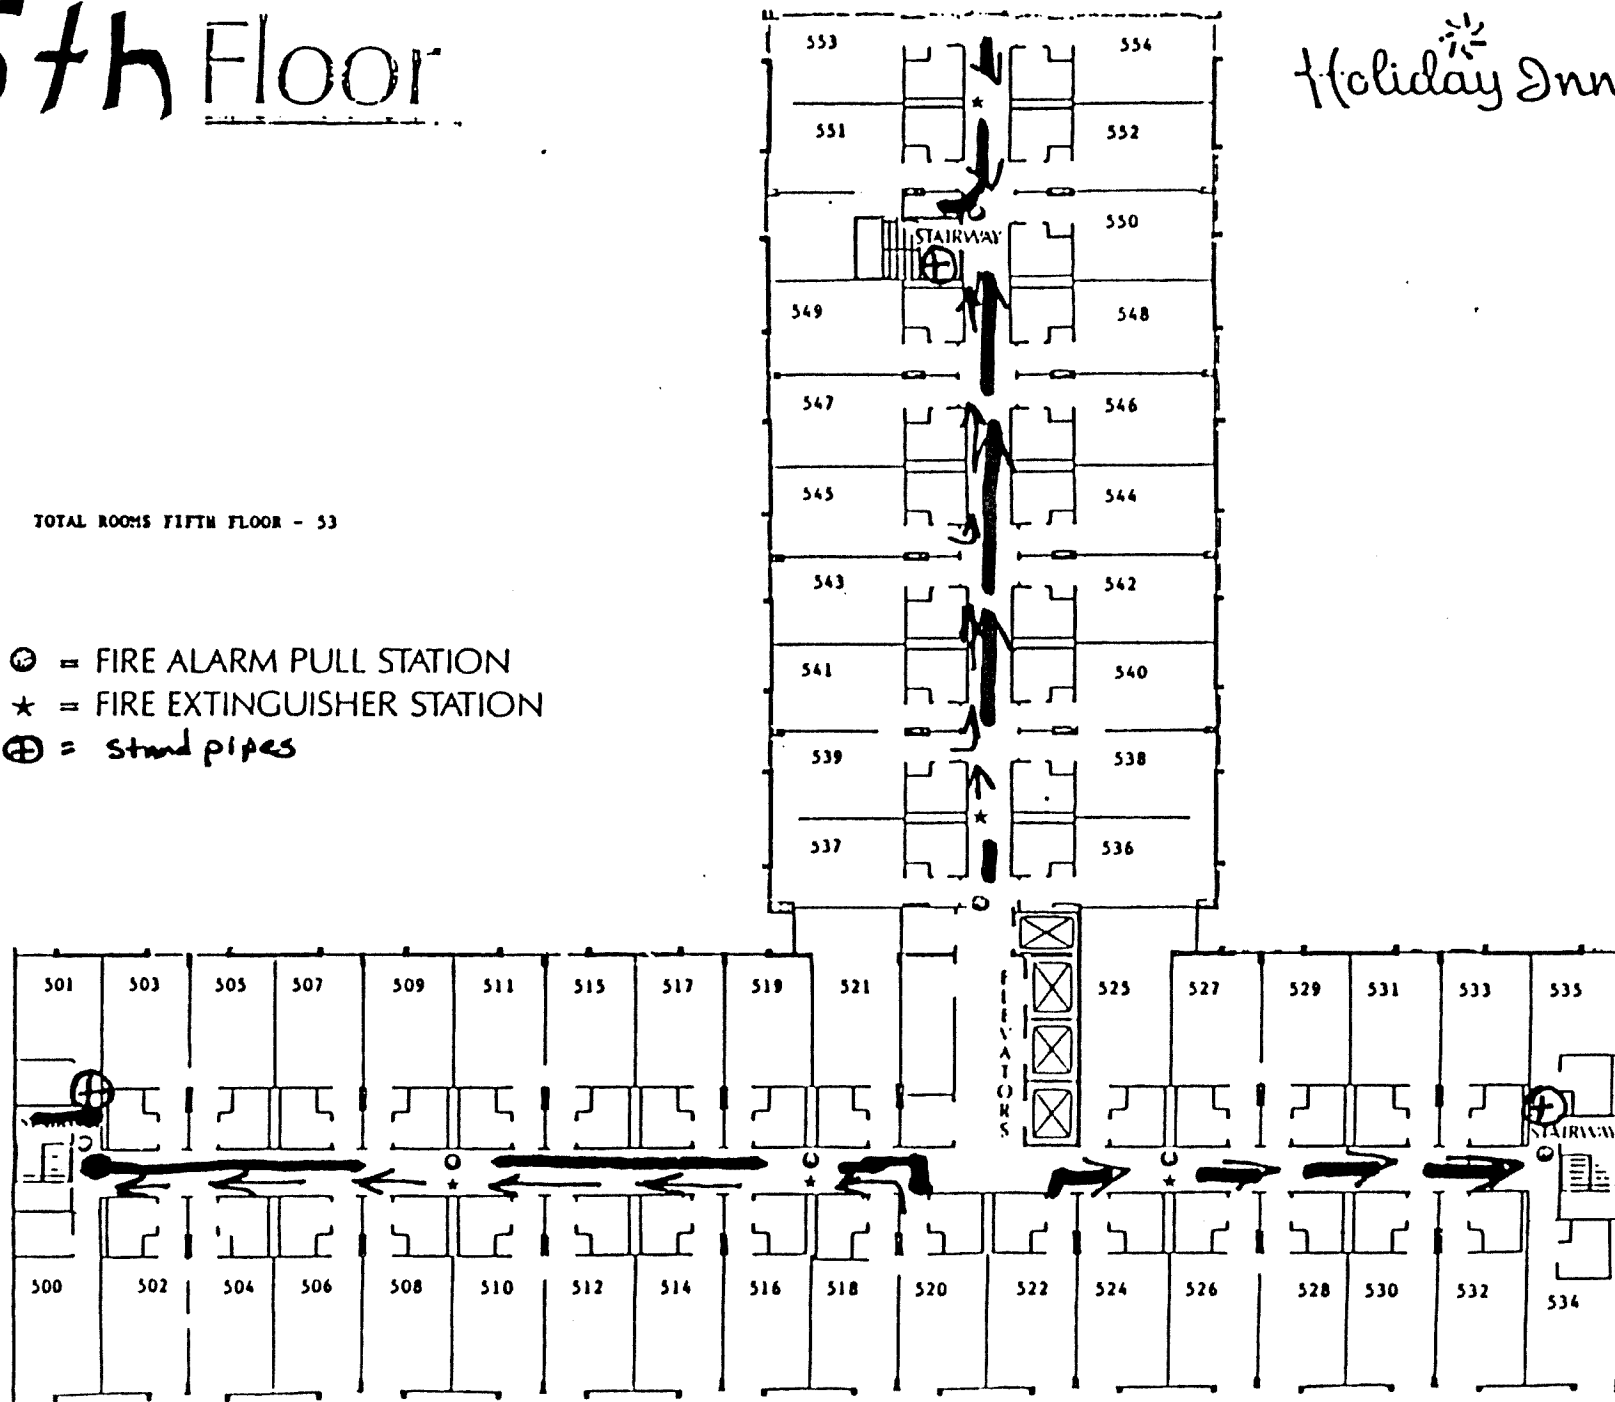 5th Floor
Holiday Inn
553 554
551 552
550
STAIRWAY
549 548
547 546
545 544
TOTAL ROOMS FIFTH FLOOR - 53
543 542
= FIRE ALARM PULL STATION
★ = FIRE EXTINGUISHER STATION
⊕ = stand pipes
541 540
539 538
537 536
501 503 505 507 509 511 515 517 519 521 525 527 529 531 533 535
ELEVATORS
STAIRWAY
500 502 504 506 508 510 512 514 516 518 520 522 524 526 528 530 532 534